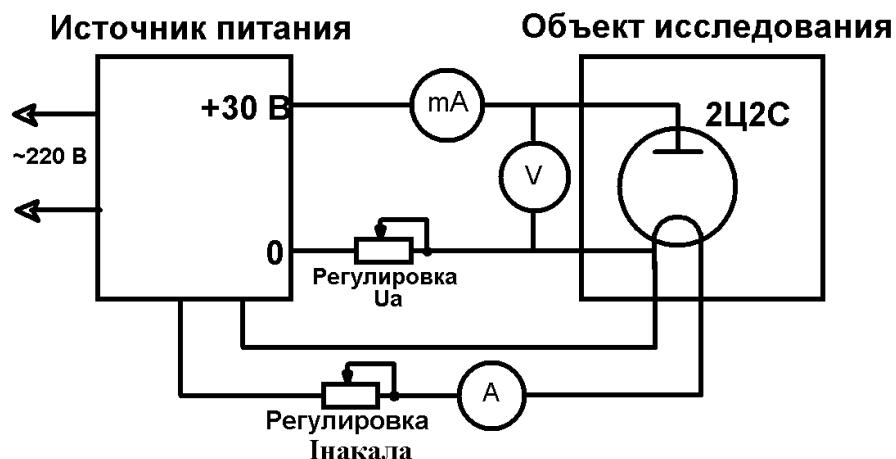 Источник питания
Объект исследования
+30 В
mA
2Ц2С
~220 В
V
0
Регулировка
Ua
A
Регулировка
Iнакала